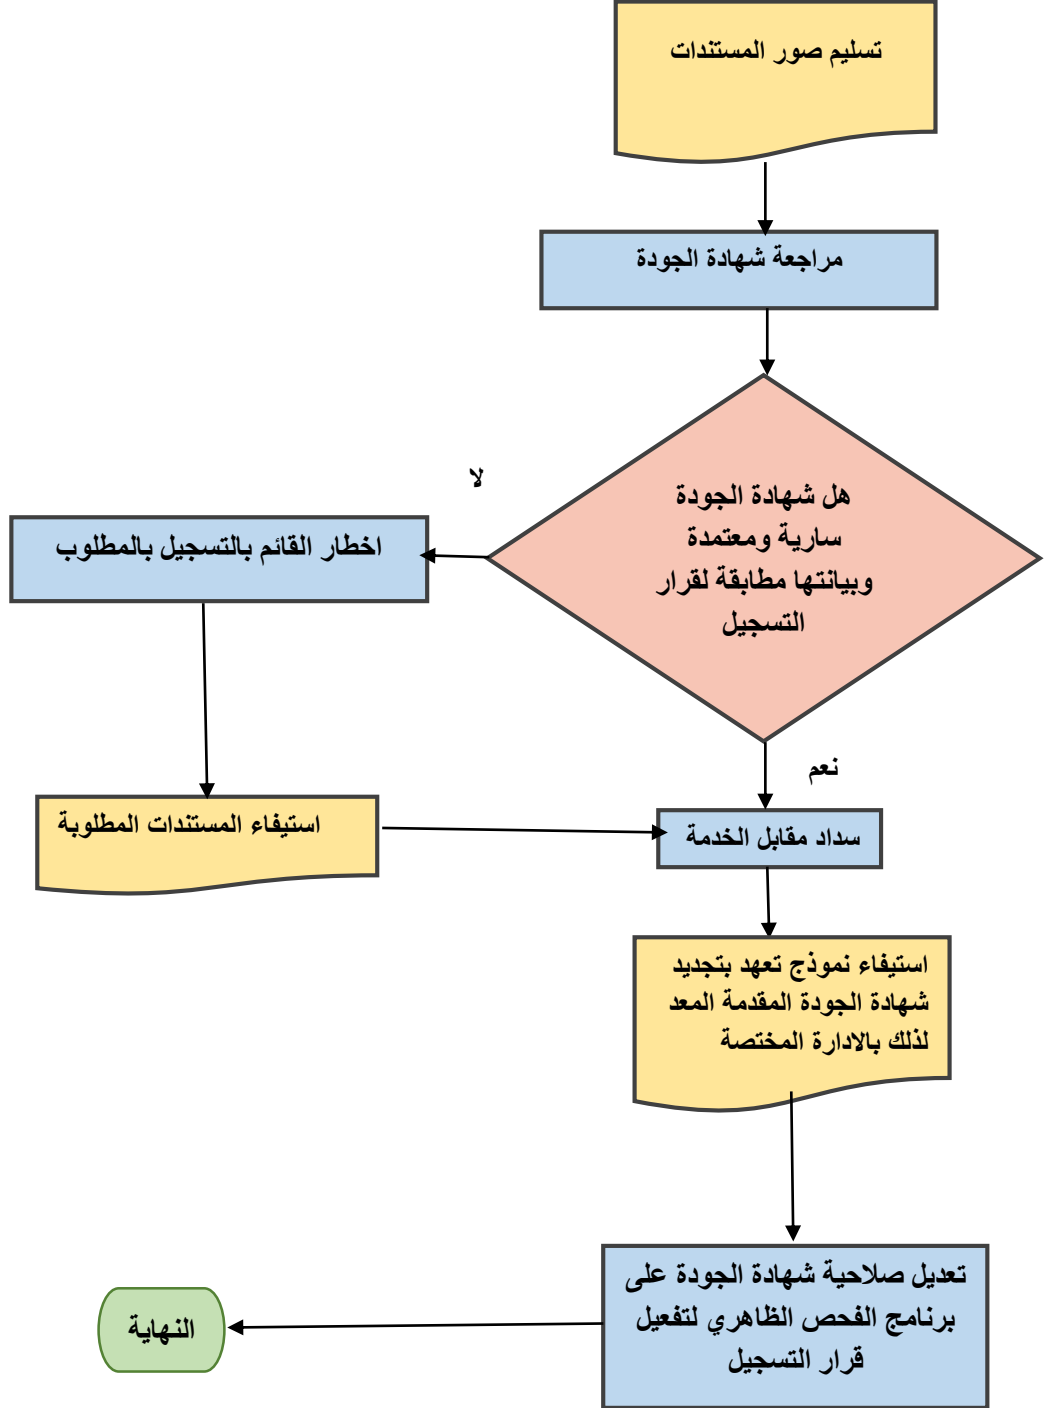 تسليم صور المستندات
مراجعة شهادة الجودة
هل شهادة الجودة
سارية ومعتمدة
وبيانتها مطابقة لقرار
التسجيل
لا
اخطار القائم بالتسجيل بالمطلوب
استيفاء المستندات المطلوبة
نعم
سداد مقابل الخدمة
استيفاء نموذج تعهد بتجديد
شهادة الجودة المقدمة المعد
لذلك بالادارة المختصة
تعديل صلاحية شهادة الجودة على
برنامج الفحص الظاهري لتفعيل
قرار التسجيل
النهاية